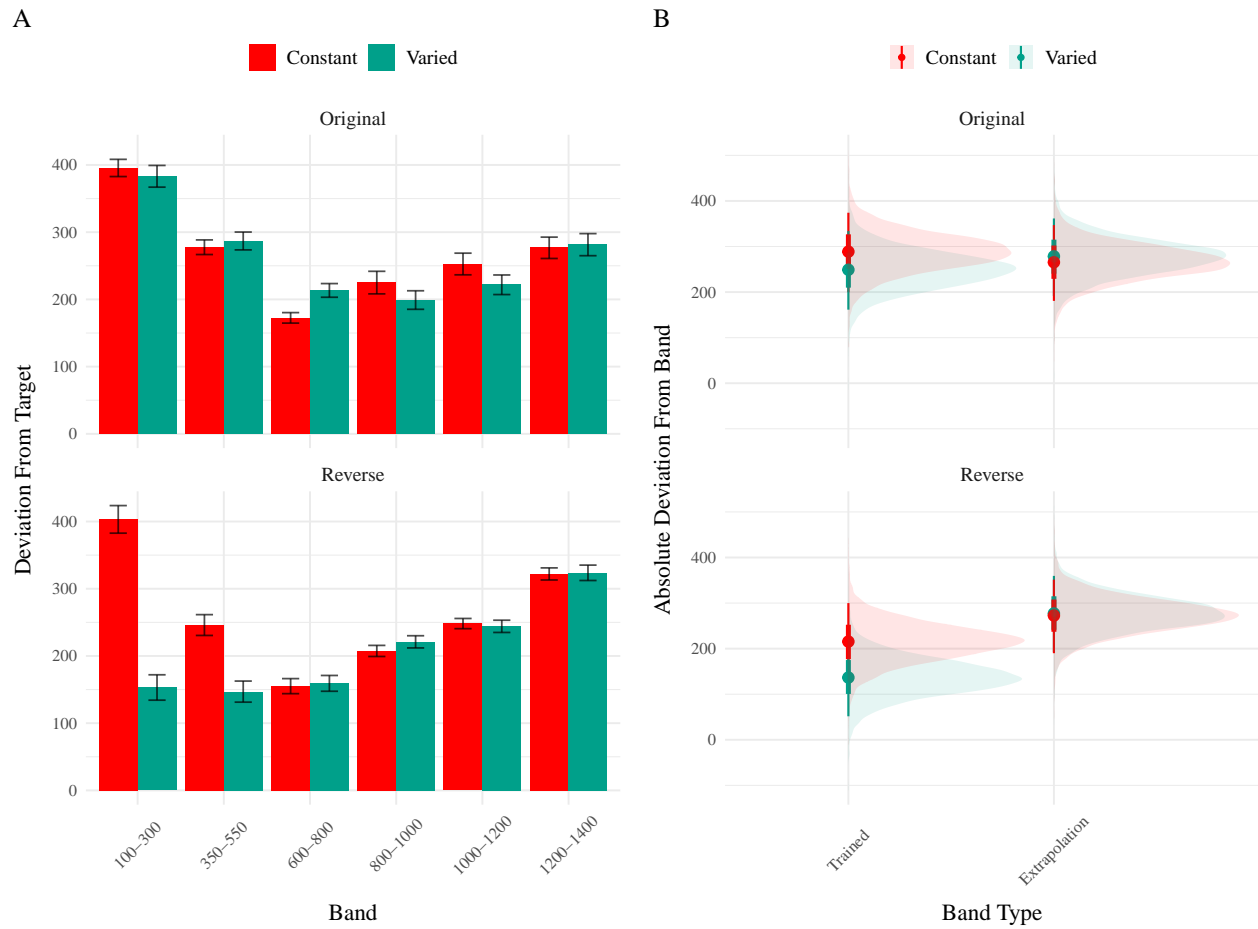 A
Constant Varied
Original
400
300
200
100
0
Reverse
400
300
200
100
0
100−300
350−550
600−800
800−1000
1000−1200
1200−1400
Deviation From Target
Band
B
Constant Varied
Original
400
200
0
Reverse
400
200
0
Trained
Extrapolation
Absolute Deviation From Band
Band Type